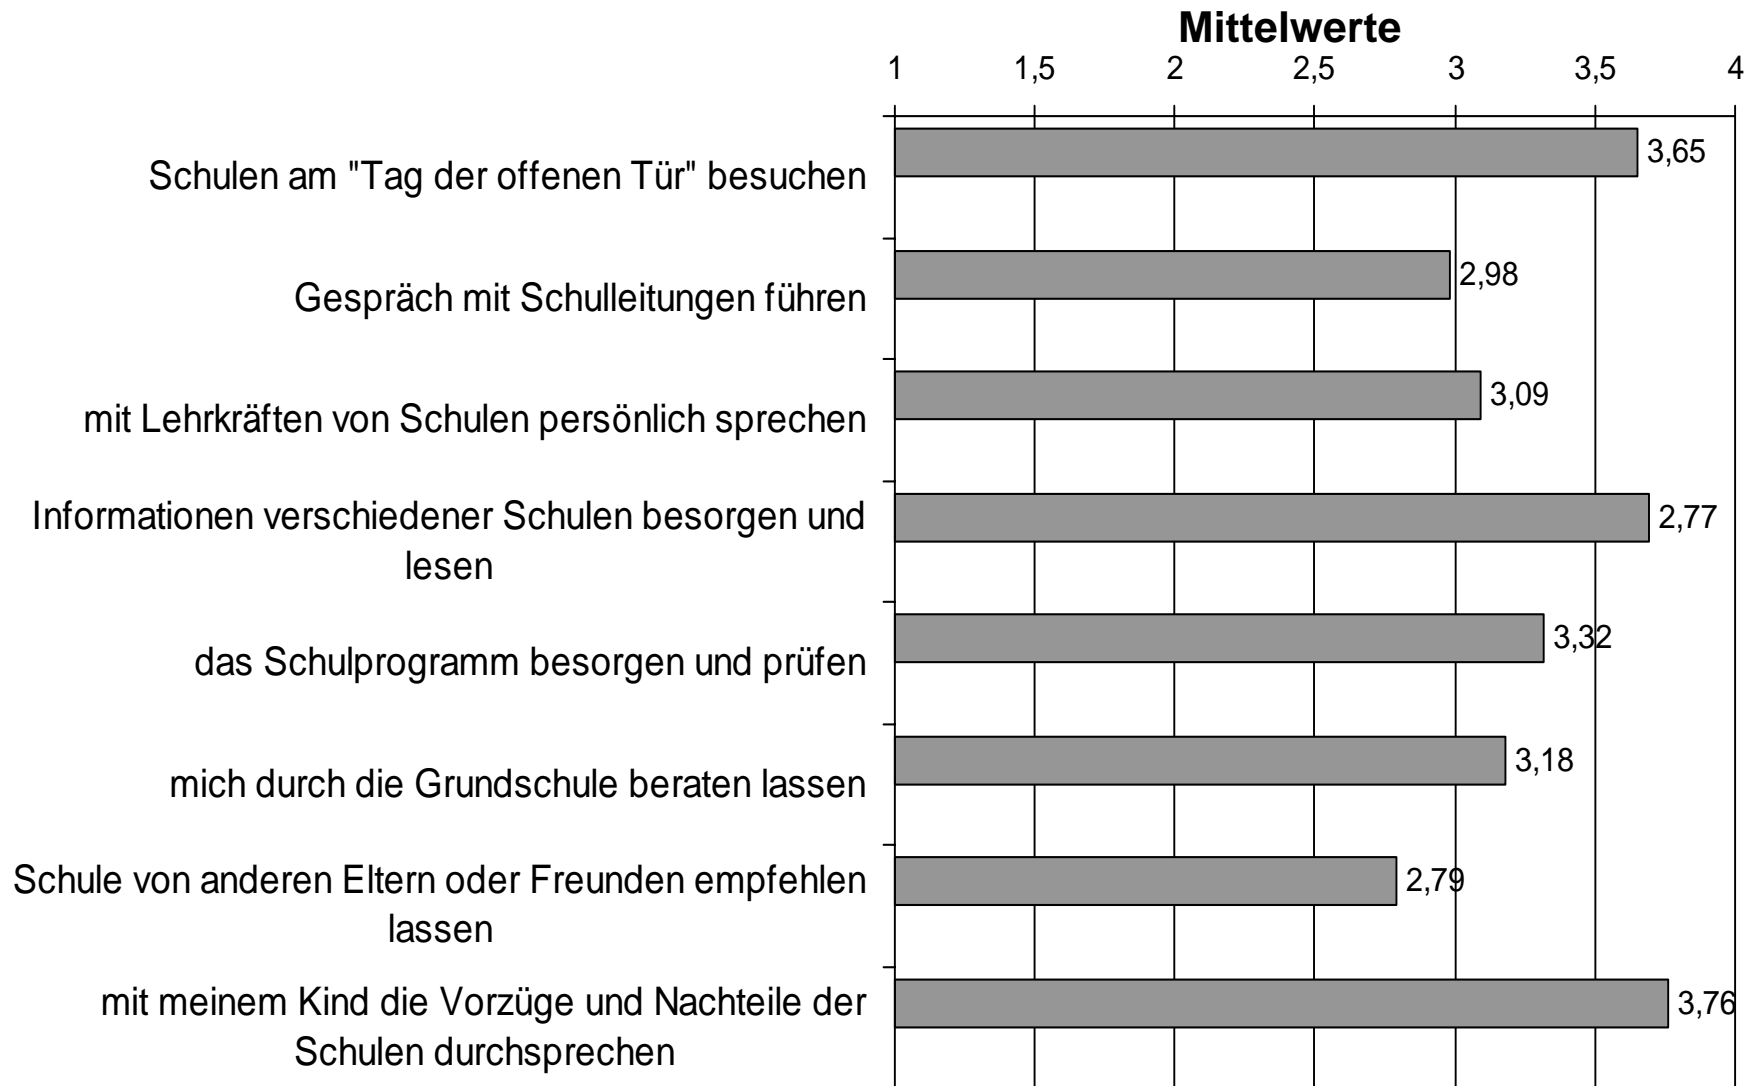 Mittelwerte
1 1,5 2 2,5 3 3,5 4
Schulen am "Tag der offenen Tür" besuchen
3,65
Gespräch mit Schulleitungen führen
2,98
mit Lehrkräften von Schulen persönlich sprechen
3,09
Informationen verschiedener Schulen besorgen und
lesen
2,77
das Schulprogramm besorgen und prüfen
3,32
mich durch die Grundschule beraten lassen
3,18
Schule von anderen Eltern oder Freunden empfehlen
lassen
2,79
mit meinem Kind die Vorzüge und Nachteile der
Schulen durchsprechen
3,76